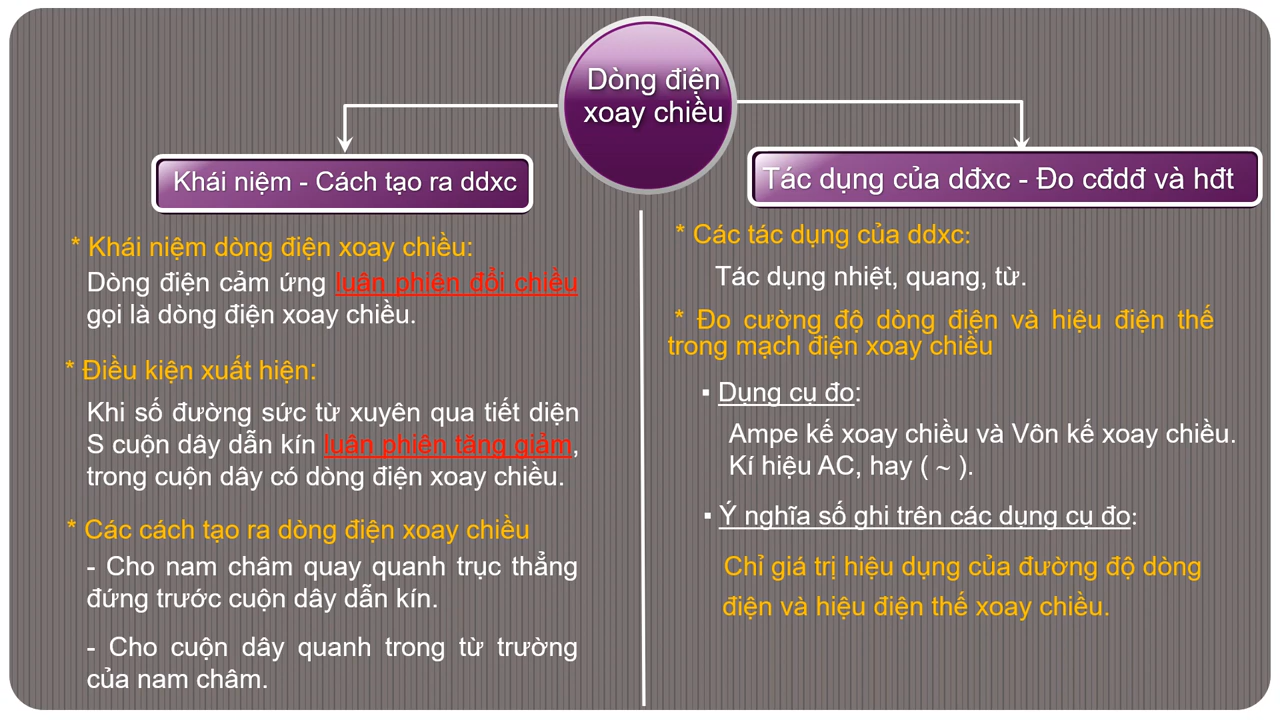 Dòng điện
xoay chiều
Khái niệm - Cách tạo ra ddxc
* Khái niệm dòng điện xoay chiều:
Dòng điện cảm ứng luân phiên đổi chiều
gọi là dòng điện xoay chiều.
* Điều kiện xuất hiện:
Khi số đường sức từ xuyên qua tiết diện
S cuộn dây dẫn kín luân phiên tăng giảm,
trong cuộn dây có dòng điện xoay chiều.
* Các cách tạo ra dòng điện xoay chiều
- Cho nam châm quay quanh trục thẳng
đứng trước cuộn dây dẫn kín.
- Cho cuộn dây quanh trong từ trường
của nam châm.
Tác dụng của dđxc - Đo cđdđ và hđt
* Các tác dụng của ddxc:
Tác dụng nhiệt, quang, từ.
* Đo cường độ dòng điện và hiệu điện thế
trong mạch điện xoay chiều
▪ Dụng cụ đo:
Ampe kế xoay chiều và Vôn kế xoay chiều.
Kí hiệu AC, hay ( ~ ).
▪ Ý nghĩa số ghi trên các dụng cụ đo:
Chỉ giá trị hiệu dụng của đường độ dòng
điện và hiệu điện thế xoay chiều.